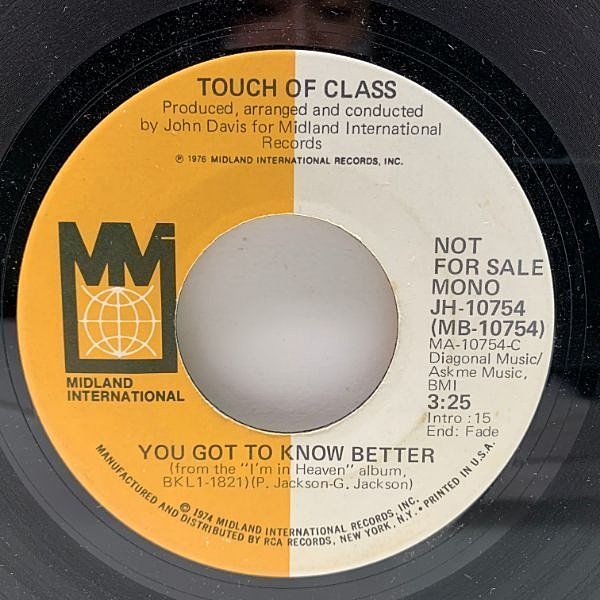 TOUCH OF CLASS
Produced, arranged and conducted
by John Davis for Midland International
Records
℗ 1976 MIDLAND INTERNATIONAL RECORDS, INC.
MMI
MIDLAND
INTERNATIONAL
NOT
FOR SALE
MONO
JH-10754
(MB-10754)
MA-10754-C
Diagonal Music/
Askme Music,
BMI
3:25
Intro :15
End: Fade
YOU GOT TO KNOW BETTER
(from the "I'm in Heaven" album,
BKL1-1821)(P. Jackson-G. Jackson)
© 1974 MIDLAND INTERNATIONAL RECORDS, INC.
MANUFACTURED AND DISTRIBUTED BY RCA RECORDS, NEW YORK, N.Y. • PRINTED IN U.S.A.